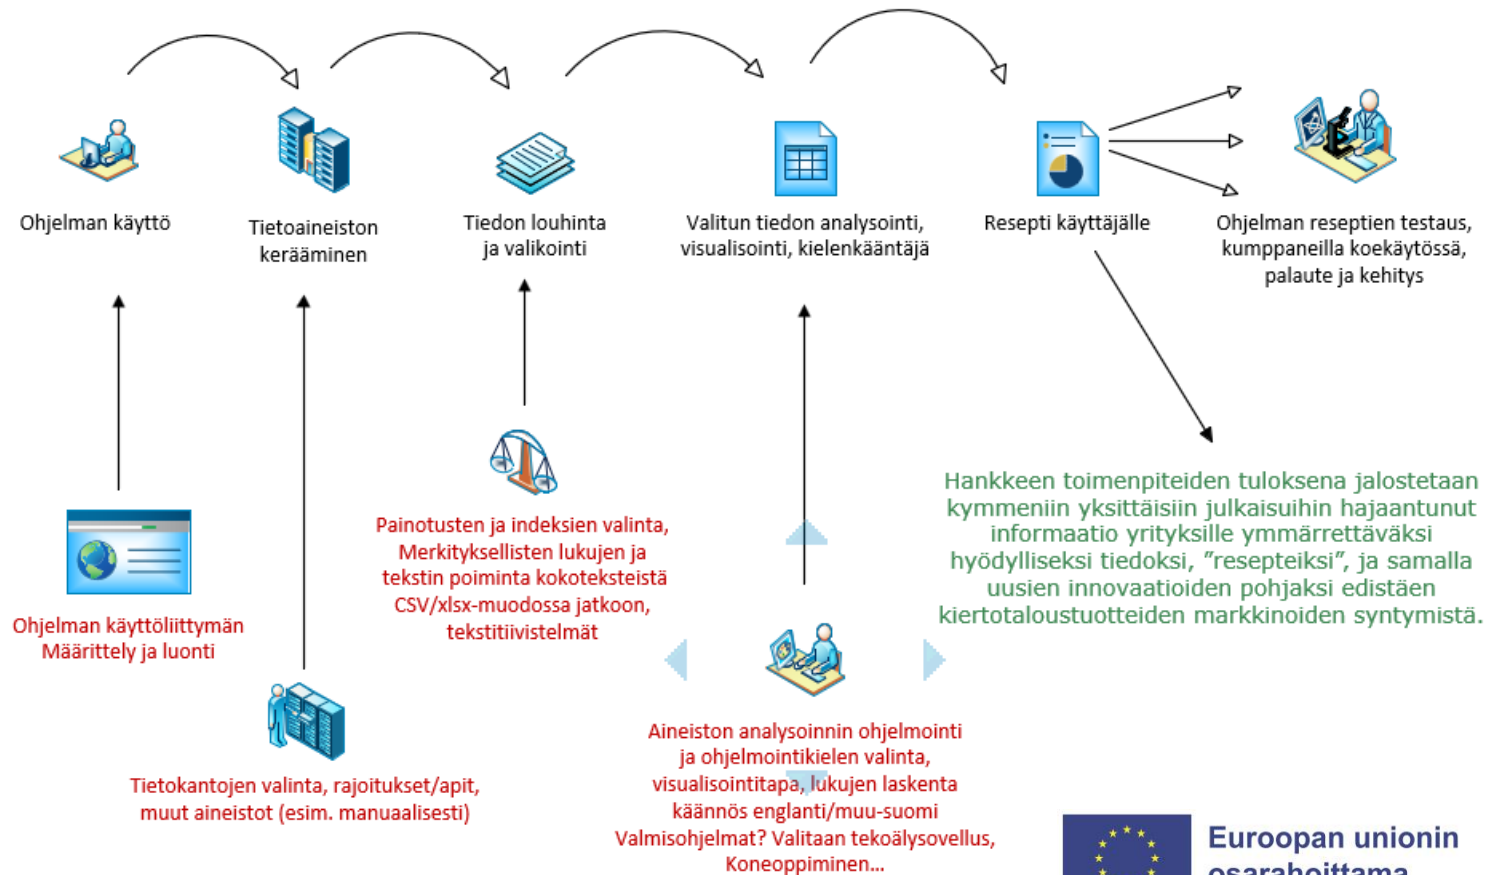 Ohjelman käyttö
Tietoaineiston
kerääminen
Tiedon louhinta
ja valikointi
Valitun tiedon analysointi,
visualisointi, kielenkääntäjä
Resepti käyttäjälle
Ohjelman reseptien testaus,
kumppaneilla koekäytössä,
palaute ja kehitys
Ohjelman käyttöliittymän
Määrittely ja luonti
Tietokantojen valinta, rajoitukset/apit,
muut aineistot (esim. manuaalisesti)
Painotusten ja indeksien valinta,
Merkityksellisten lukujen ja
tekstin poiminta kokoteksteistä
CSV/xlsx-muodossa jatkoon,
tekstitiivistelmät
Aineiston analysoinnin ohjelmointi
ja ohjelmointikielen valinta,
visualisointitapa, lukujen laskenta
käännös englanti/muu-suomi
Valmisohjelmat? Valitaan tekoälysovellus,
Koneoppiminen...
Hankkeen toimenpiteiden tuloksena jalostetaan
kymmeniin yksittäisiin julkaisuihin hajaantunut
informaatio yrityksille ymmärrettäväksi
hyödylliseksi tiedoksi, ”resepteiksi”, ja samalla
uusien innovaatioiden pohjaksi edistäen
kiertotaloustuotteiden markkinoiden syntymistä.
Euroopan unionin
osarahoittama